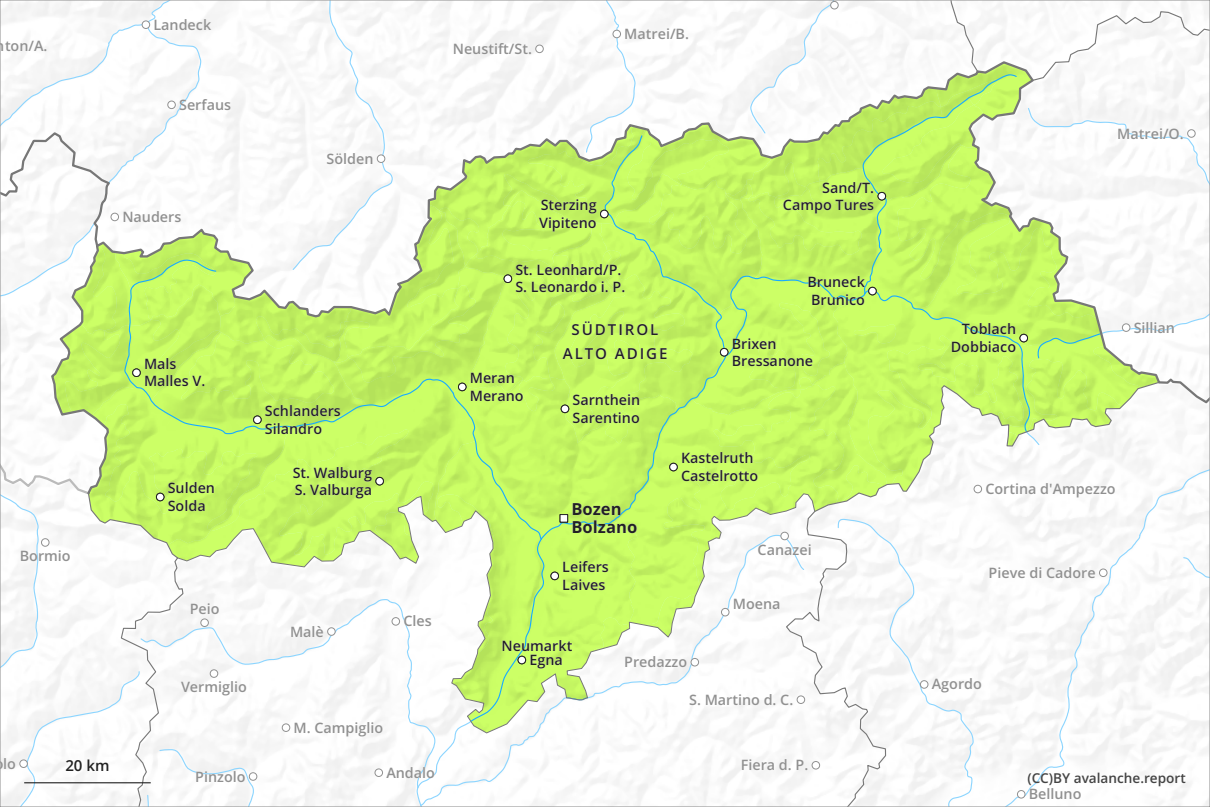 Landeck
nton/A.
Neustift/St.
Matrei/B.
Serfaus
Matrei/O.
Sölden
Sand/T.
Campo Tures
Sterzing
Vipiteno
Nauders
St. Leonhard/P.
S. Leonardo i. P.
Bruneck
Brunico
SÜDTIROL
ALTO ADIGE
Toblach
Dobbiaco
Sillian
Brixen
Bressanone
Mals
Malles V.
Meran
Merano
Schlanders
Silandro
Sarnthein
Sarentino
Kastelruth
Castelrotto
St. Walburg
S. Valburga
Sulden
Solda
Cortina d'Ampezzo
Bozen
Bolzano
Bormio
Canazei
Leifers
Laives
Pieve di Cadore
Peio
Moena
Malè
Cles
Neumarkt
Egna
Predazzo
Vermiglio
Agordo
S. Martino d. C.
M. Campiglio
olo
20 km
Pinzolo
Andalo
Fiera d. P.
(CC)BY avalanche.report
Belluno